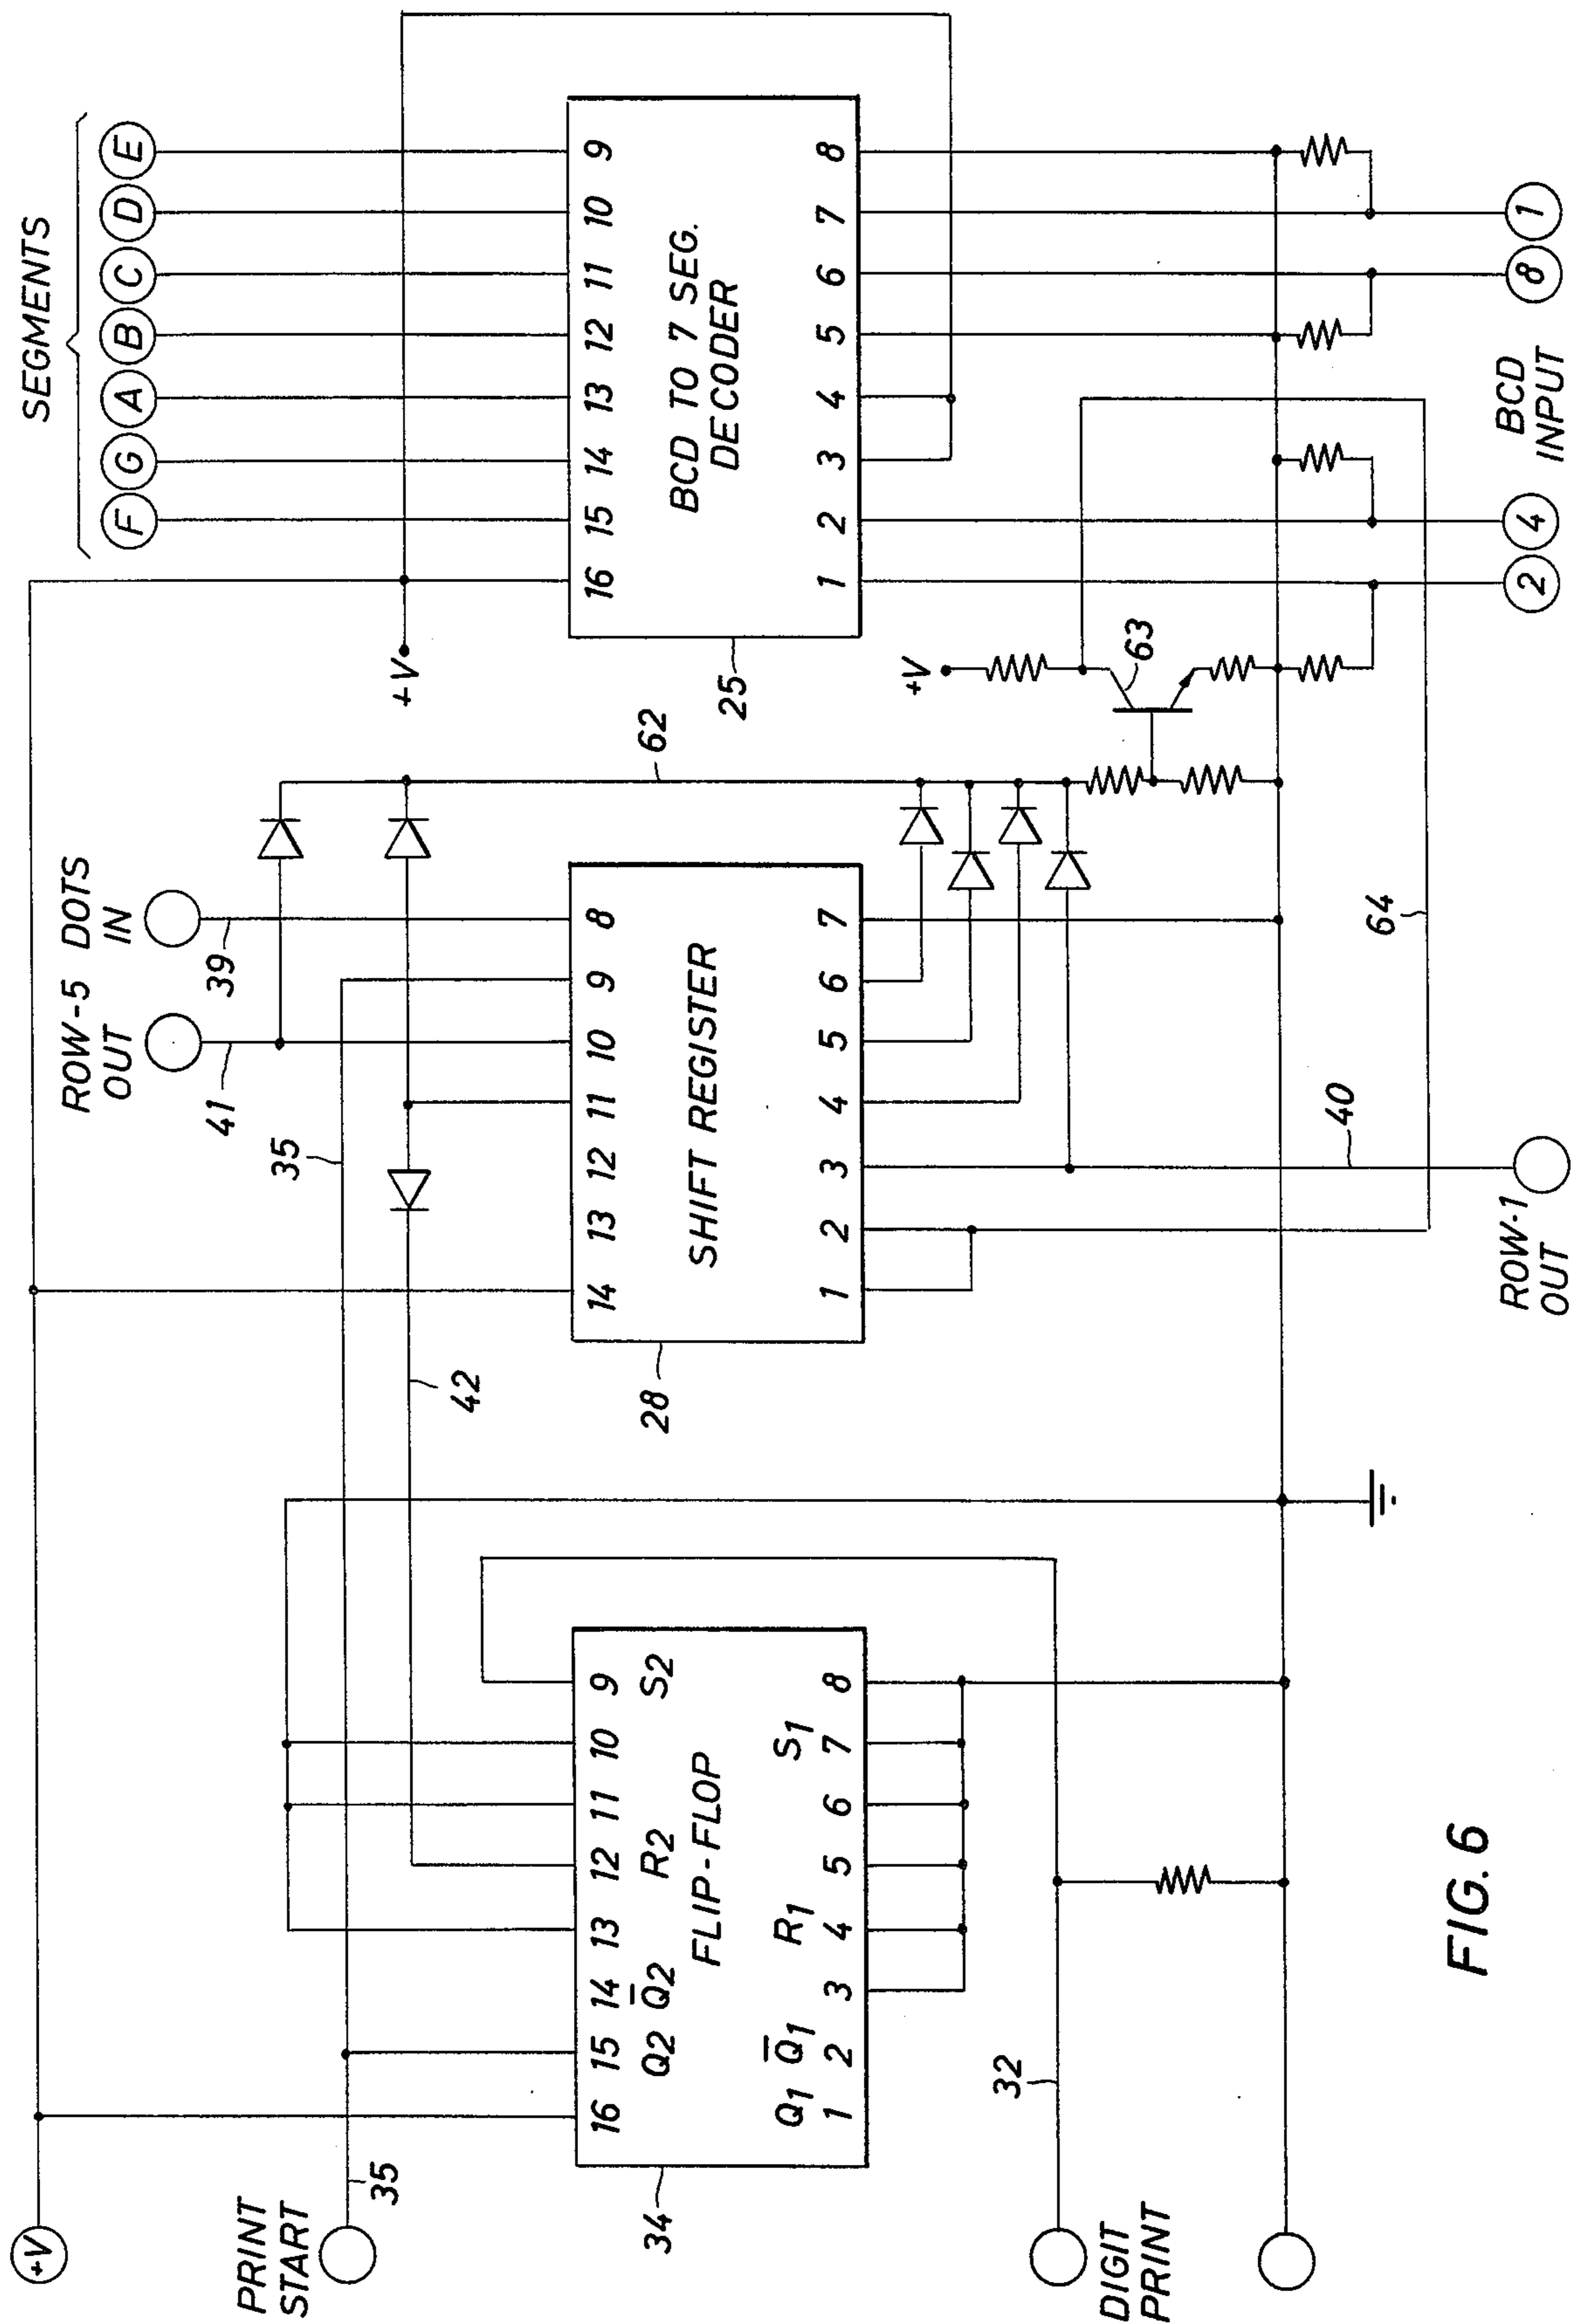 +V
PRINT
START
35
DIGIT
PRINT
32
34
16 15 14 13 12 11 10 9
Q2 Q̅2 R2 S2
FLIP-FLOP
Q1 Q̅1 R1 S1
1 2 3 4 5 6 7 8
42
35
ROW-5 DOTS
OUT IN
41
39
28
14 13 12 11 10 9 8
SHIFT REGISTER
1 2 3 4 5 6 7
40
ROW-1
OUT
62
63
64
+V
+V
SEGMENTS
F G A B C D E
25
16 15 14 13 12 11 10 9
BCD TO 7 SEG.
DECODER
1 2 3 4 5 6 7 8
2 4 8 1
BCD
INPUT
FIG. 6